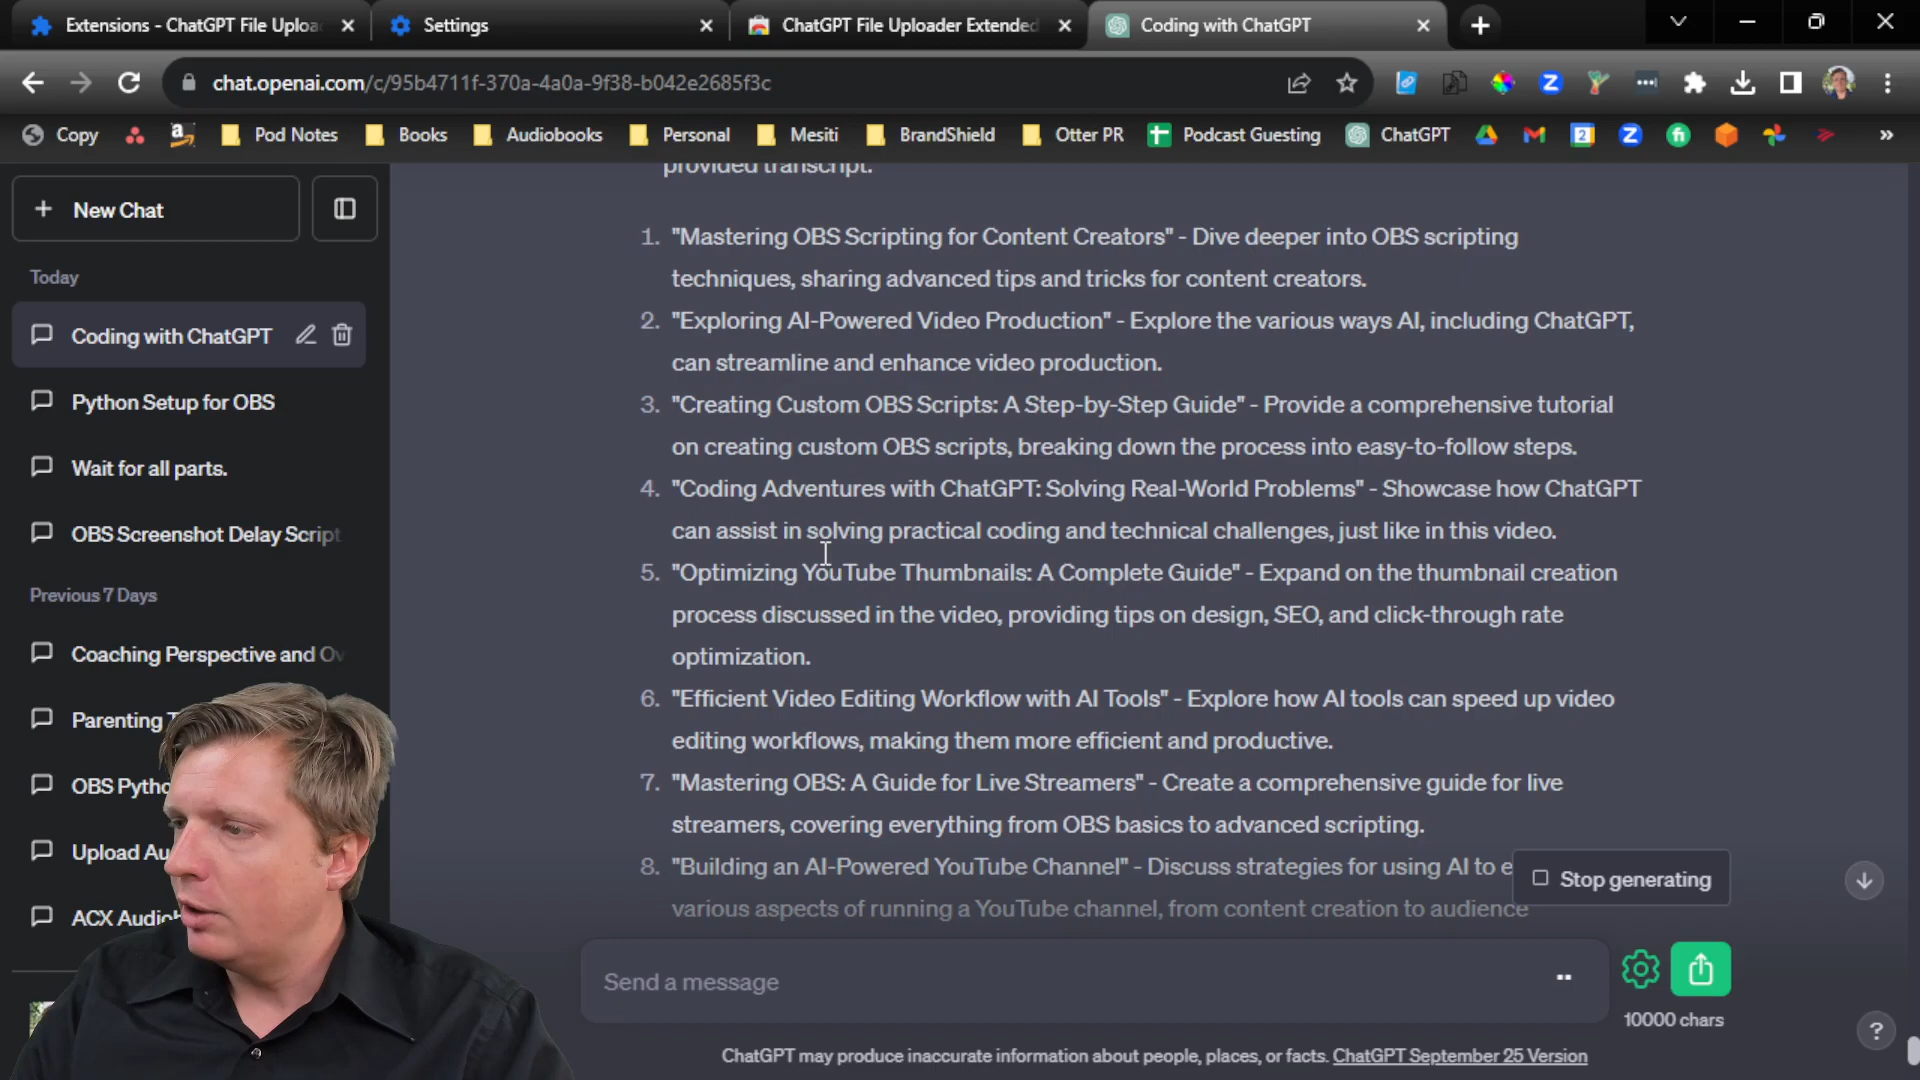 Extensions - ChatGPT File Uploa
Settings
ChatGPT File Uploader Extended
Coding with ChatGPT
chat.openai.com/c/95b4711f-370a-4a0a-9f38-b042e2685f3c
Copy
Pod Notes
Books
Audiobooks
Personal
Mesiti
BrandShield
Otter PR
Podcast Guesting
ChatGPT
New Chat
Today
Coding with ChatGPT
Python Setup for OBS
Wait for all parts.
OBS Screenshot Delay Script
Previous 7 Days
Coaching Perspective and Ov
Parenting T
OBS Pytho
Upload Au
ACX Audiob
provided transcript.
1. "Mastering OBS Scripting for Content Creators" - Dive deeper into OBS scripting
techniques, sharing advanced tips and tricks for content creators.
2. "Exploring AI-Powered Video Production" - Explore the various ways AI, including ChatGPT,
can streamline and enhance video production.
3. "Creating Custom OBS Scripts: A Step-by-Step Guide" - Provide a comprehensive tutorial
on creating custom OBS scripts, breaking down the process into easy-to-follow steps.
4. "Coding Adventures with ChatGPT: Solving Real-World Problems" - Showcase how ChatGPT
can assist in solving practical coding and technical challenges, just like in this video.
5. "Optimizing YouTube Thumbnails: A Complete Guide" - Expand on the thumbnail creation
process discussed in the video, providing tips on design, SEO, and click-through rate
optimization.
6. "Efficient Video Editing Workflow with AI Tools" - Explore how AI tools can speed up video
editing workflows, making them more efficient and productive.
7. "Mastering OBS: A Guide for Live Streamers" - Create a comprehensive guide for live
streamers, covering everything from OBS basics to advanced scripting.
8. "Building an AI-Powered YouTube Channel" - Discuss strategies for using AI to e
various aspects of running a YouTube channel, from content creation to audience
Stop generating
Send a message
10000 chars
ChatGPT may produce inaccurate information about people, places, or facts. ChatGPT September 25 Version